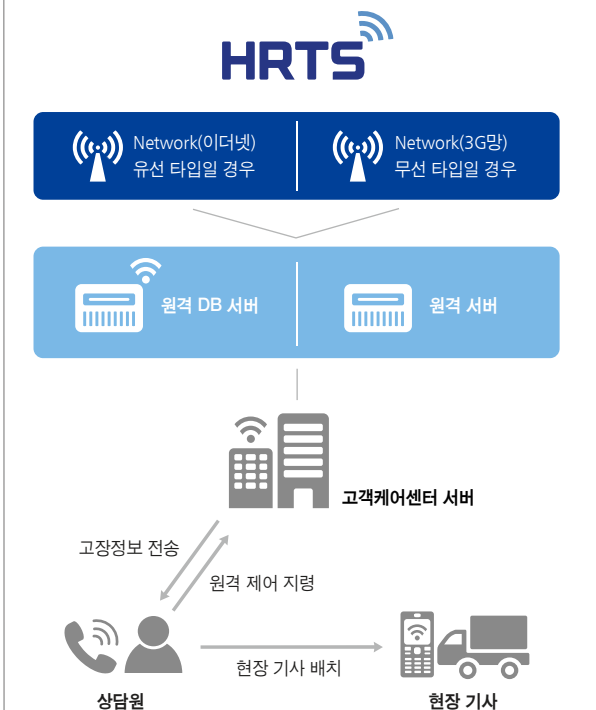 HRTS
Network(이더넷)
유선 타입일 경우
Network(3G망)
무선 타입일 경우
원격 DB 서버
원격 서버
고객케어센터 서버
고장정보 전송
원격 제어 지령
현장 기사 배치
상담원
현장 기사